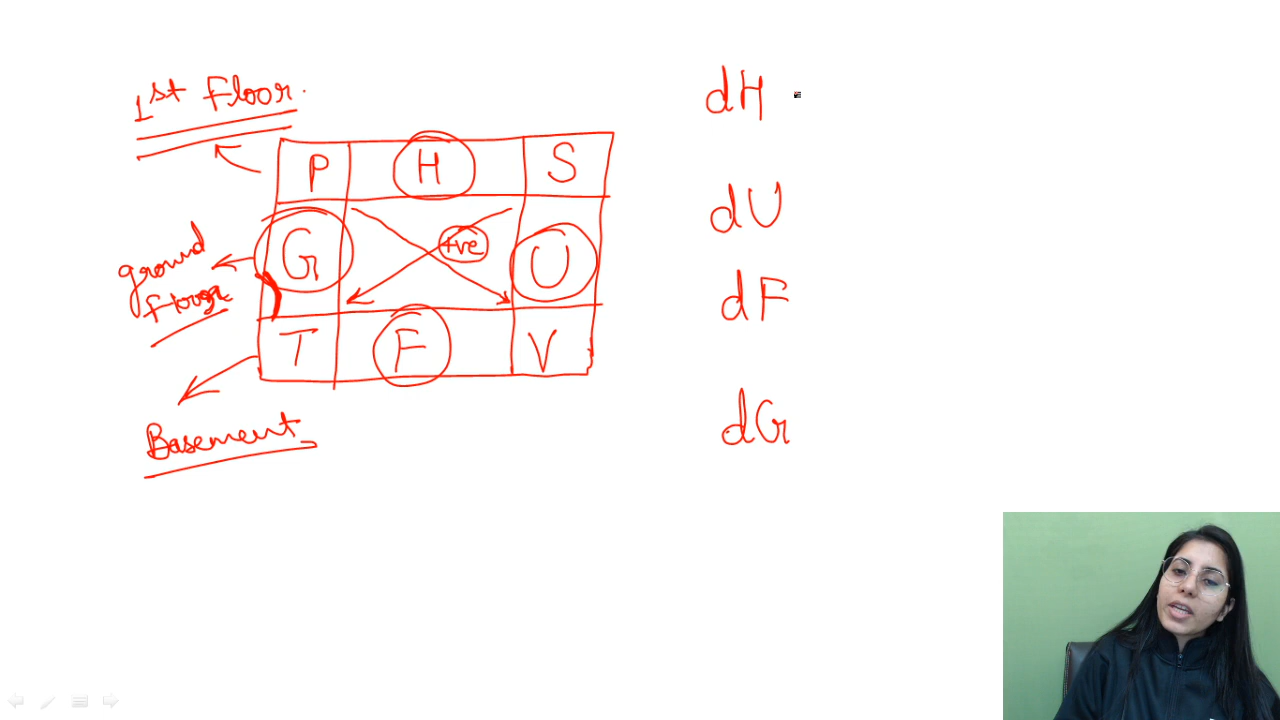 1st Floor.
P H S
G +ve U
ground
floor
T F V
Basement
dH
dU
dF
dG